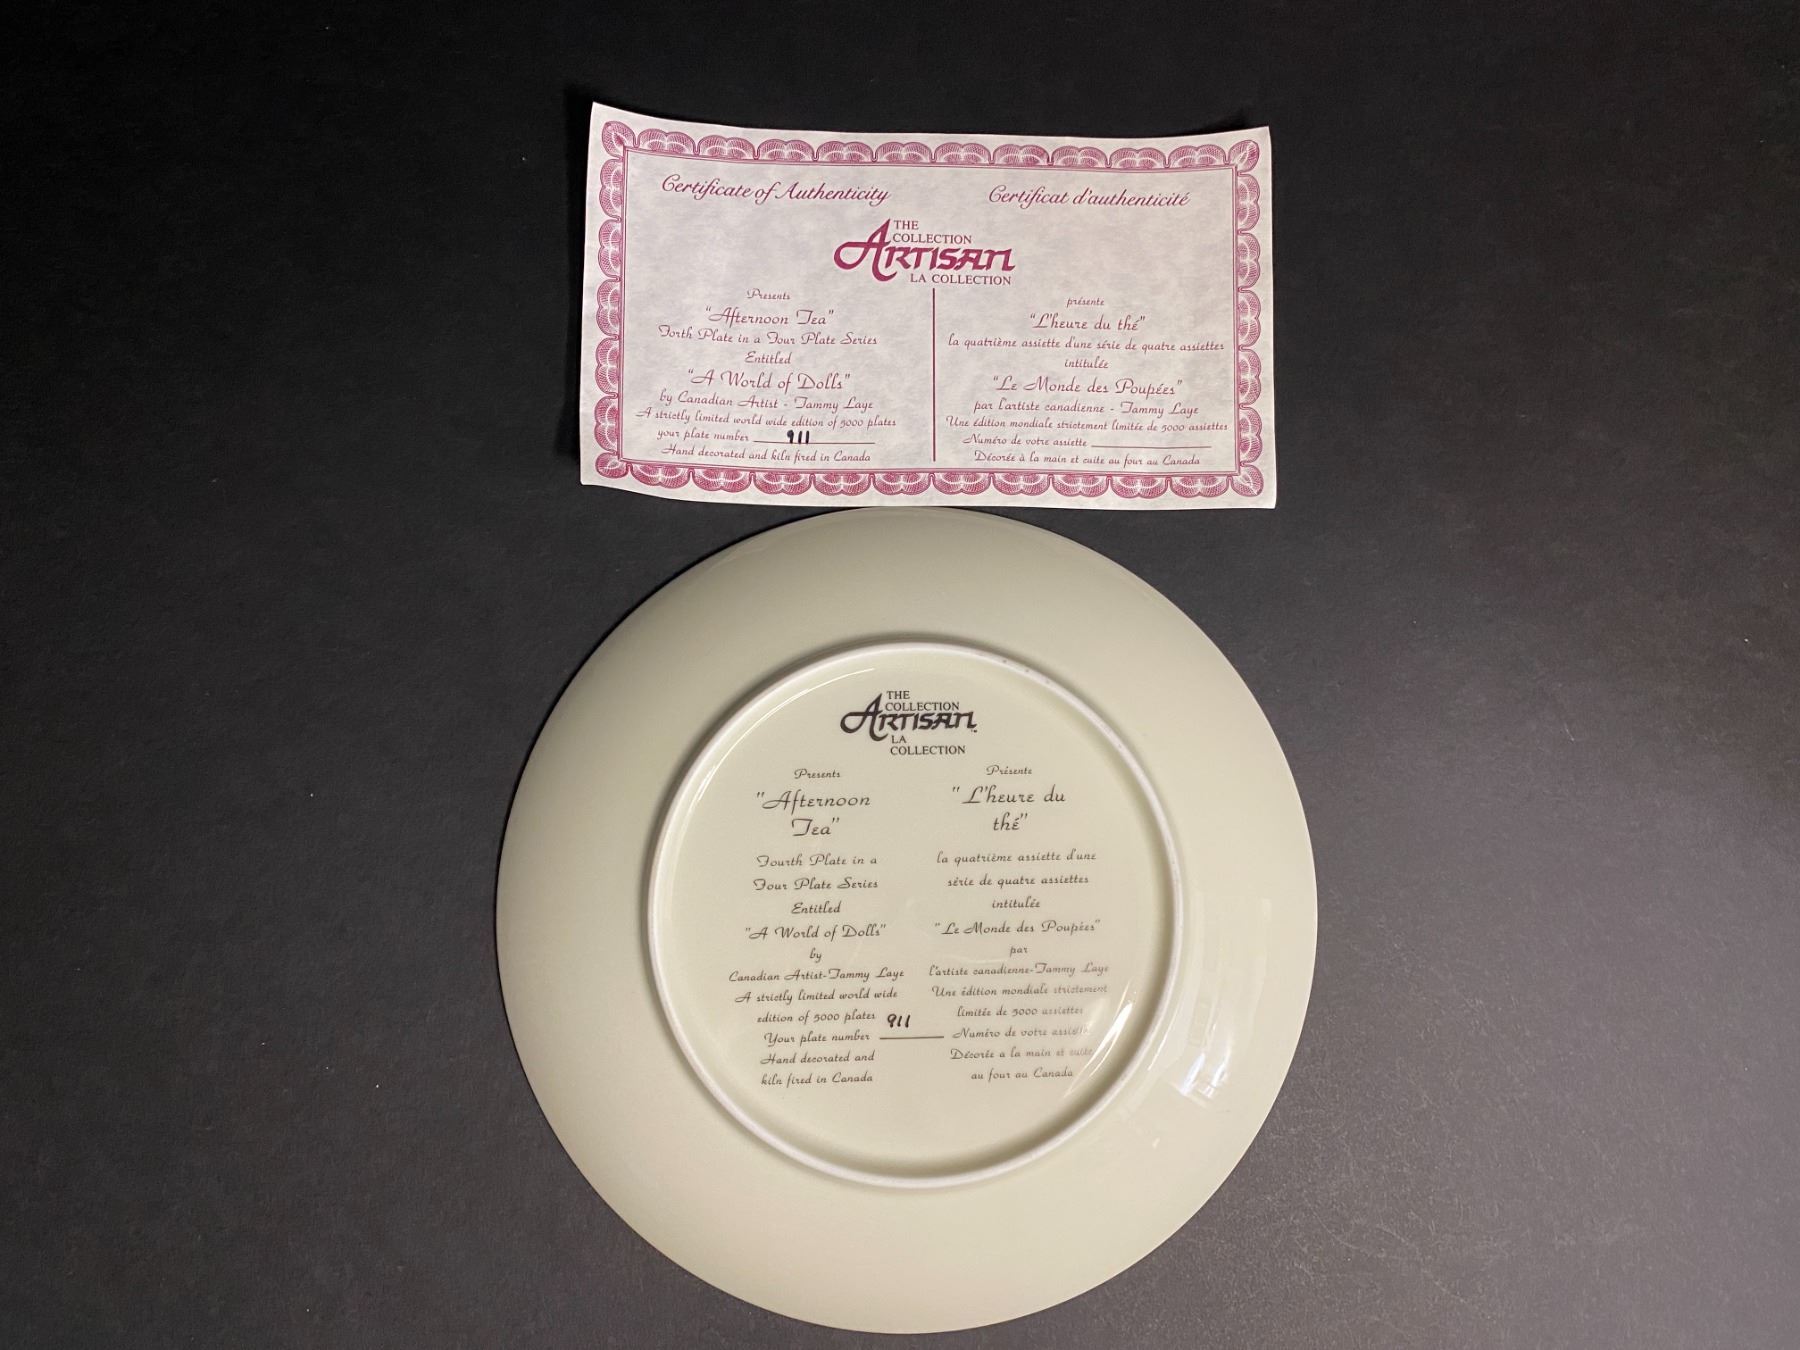 Certificate of Authenticity
Certificat d'authenticité
THE
COLLECTION
ARTISAN
LA COLLECTION
Presents
"Afternoon Tea"
Forth Plate in a Four Plate Series
Entitled
"A World of Dolls"
by Canadian Artist - Tammy Laye
A strictly limited world wide edition of 5000 plates
your plate number 911
Hand decorated and kiln fired in Canada
présente
"L'heure du thé"
la quatrième assiette d'une série de quatre assiettes
intitulée
"Le Monde des Poupées"
par l'artiste canadienne - Tammy Laye
Une édition mondiale strictement limitée de 5000 assiettes
Numéro de votre assiette
Décorée à la main et cuite au four au Canada
THE
COLLECTION
ARTISAN™
LA
COLLECTION
Presents
"Afternoon
Tea"
Fourth Plate in a
Four Plate Series
Entitled
"A World of Dolls"
by
Canadian Artist-Tammy Laye
A strictly limited world wide
edition of 5000 plates
Your plate number 911
Hand decorated and
kiln fired in Canada
Présente
"L'heure du
thé"
la quatrième assiette d'une
série de quatre assiettes
intitulée
"Le Monde des Poupées"
par
l'artiste canadienne-Tammy Laye
Une édition mondiale strictement
limitée de 5000 assiettes
Numéro de votre assiette
Décorée a la main et cuite
au four au Canada